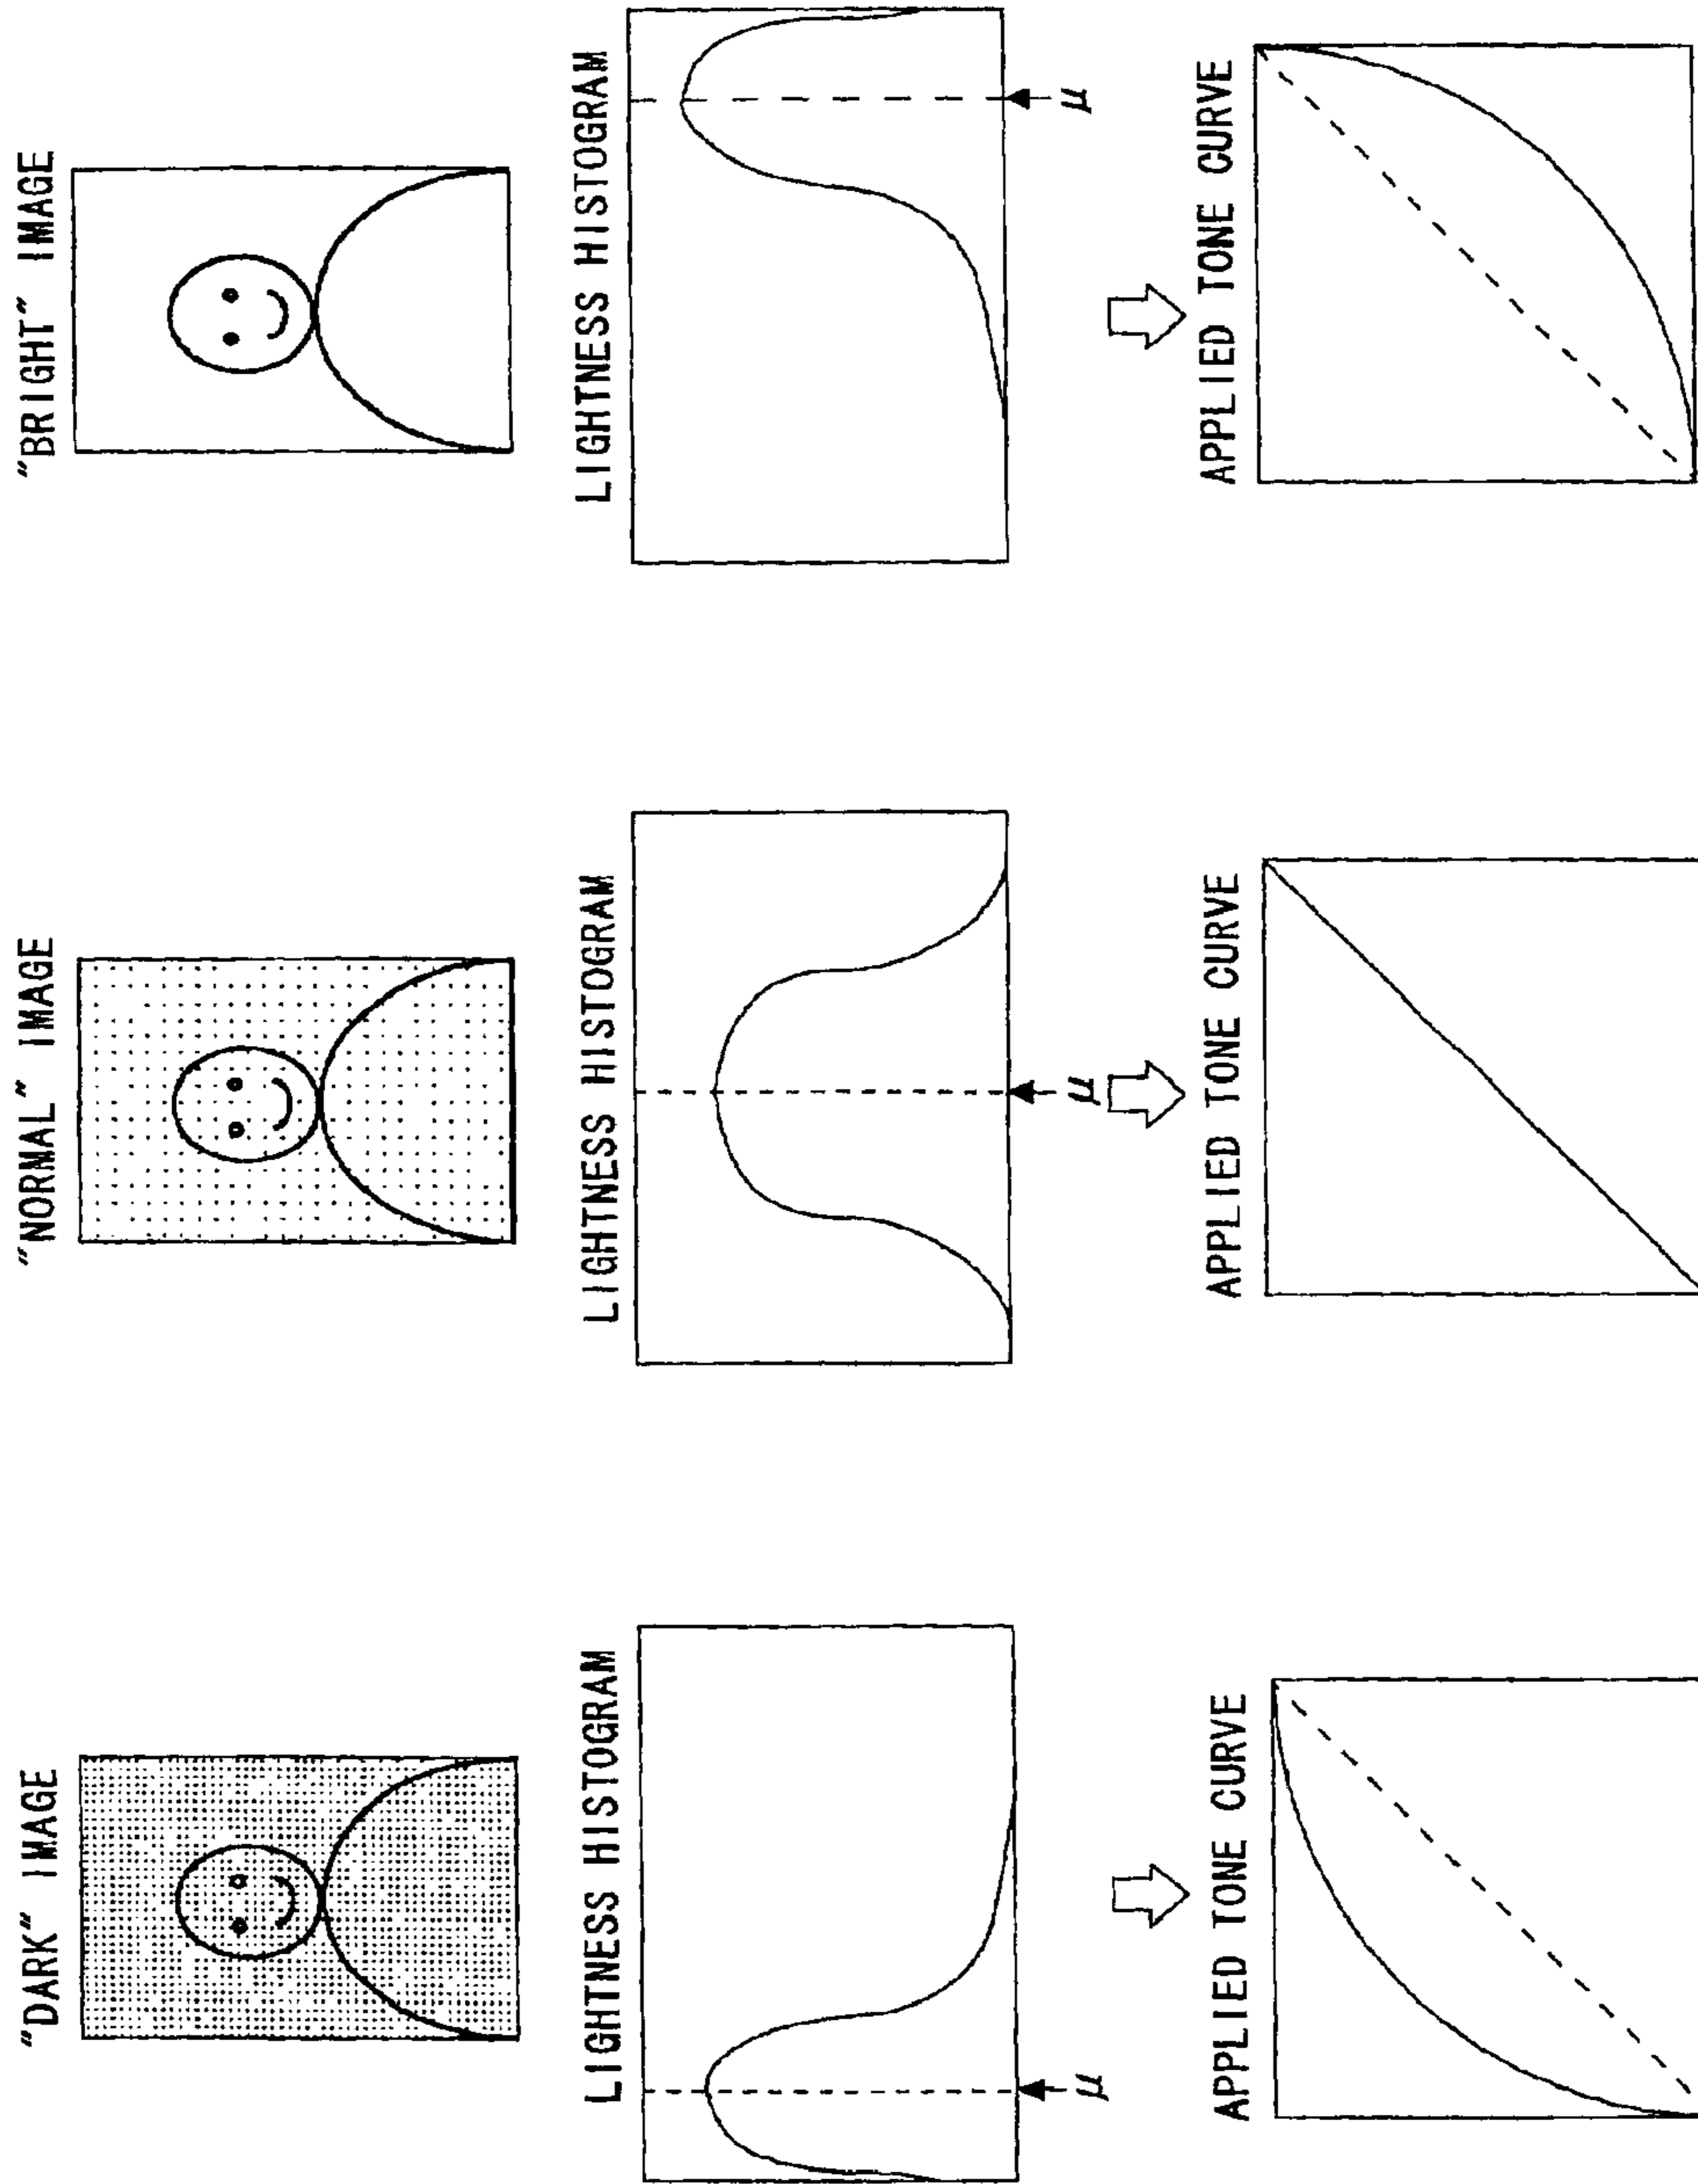 "DARK" IMAGE
"NORMAL" IMAGE
"BRIGHT" IMAGE
LIGHTNESS HISTOGRAM
LIGHTNESS HISTOGRAM
LIGHTNESS HISTOGRAM
μ
μ
μ
APPLIED TONE CURVE
APPLIED TONE CURVE
APPLIED TONE CURVE